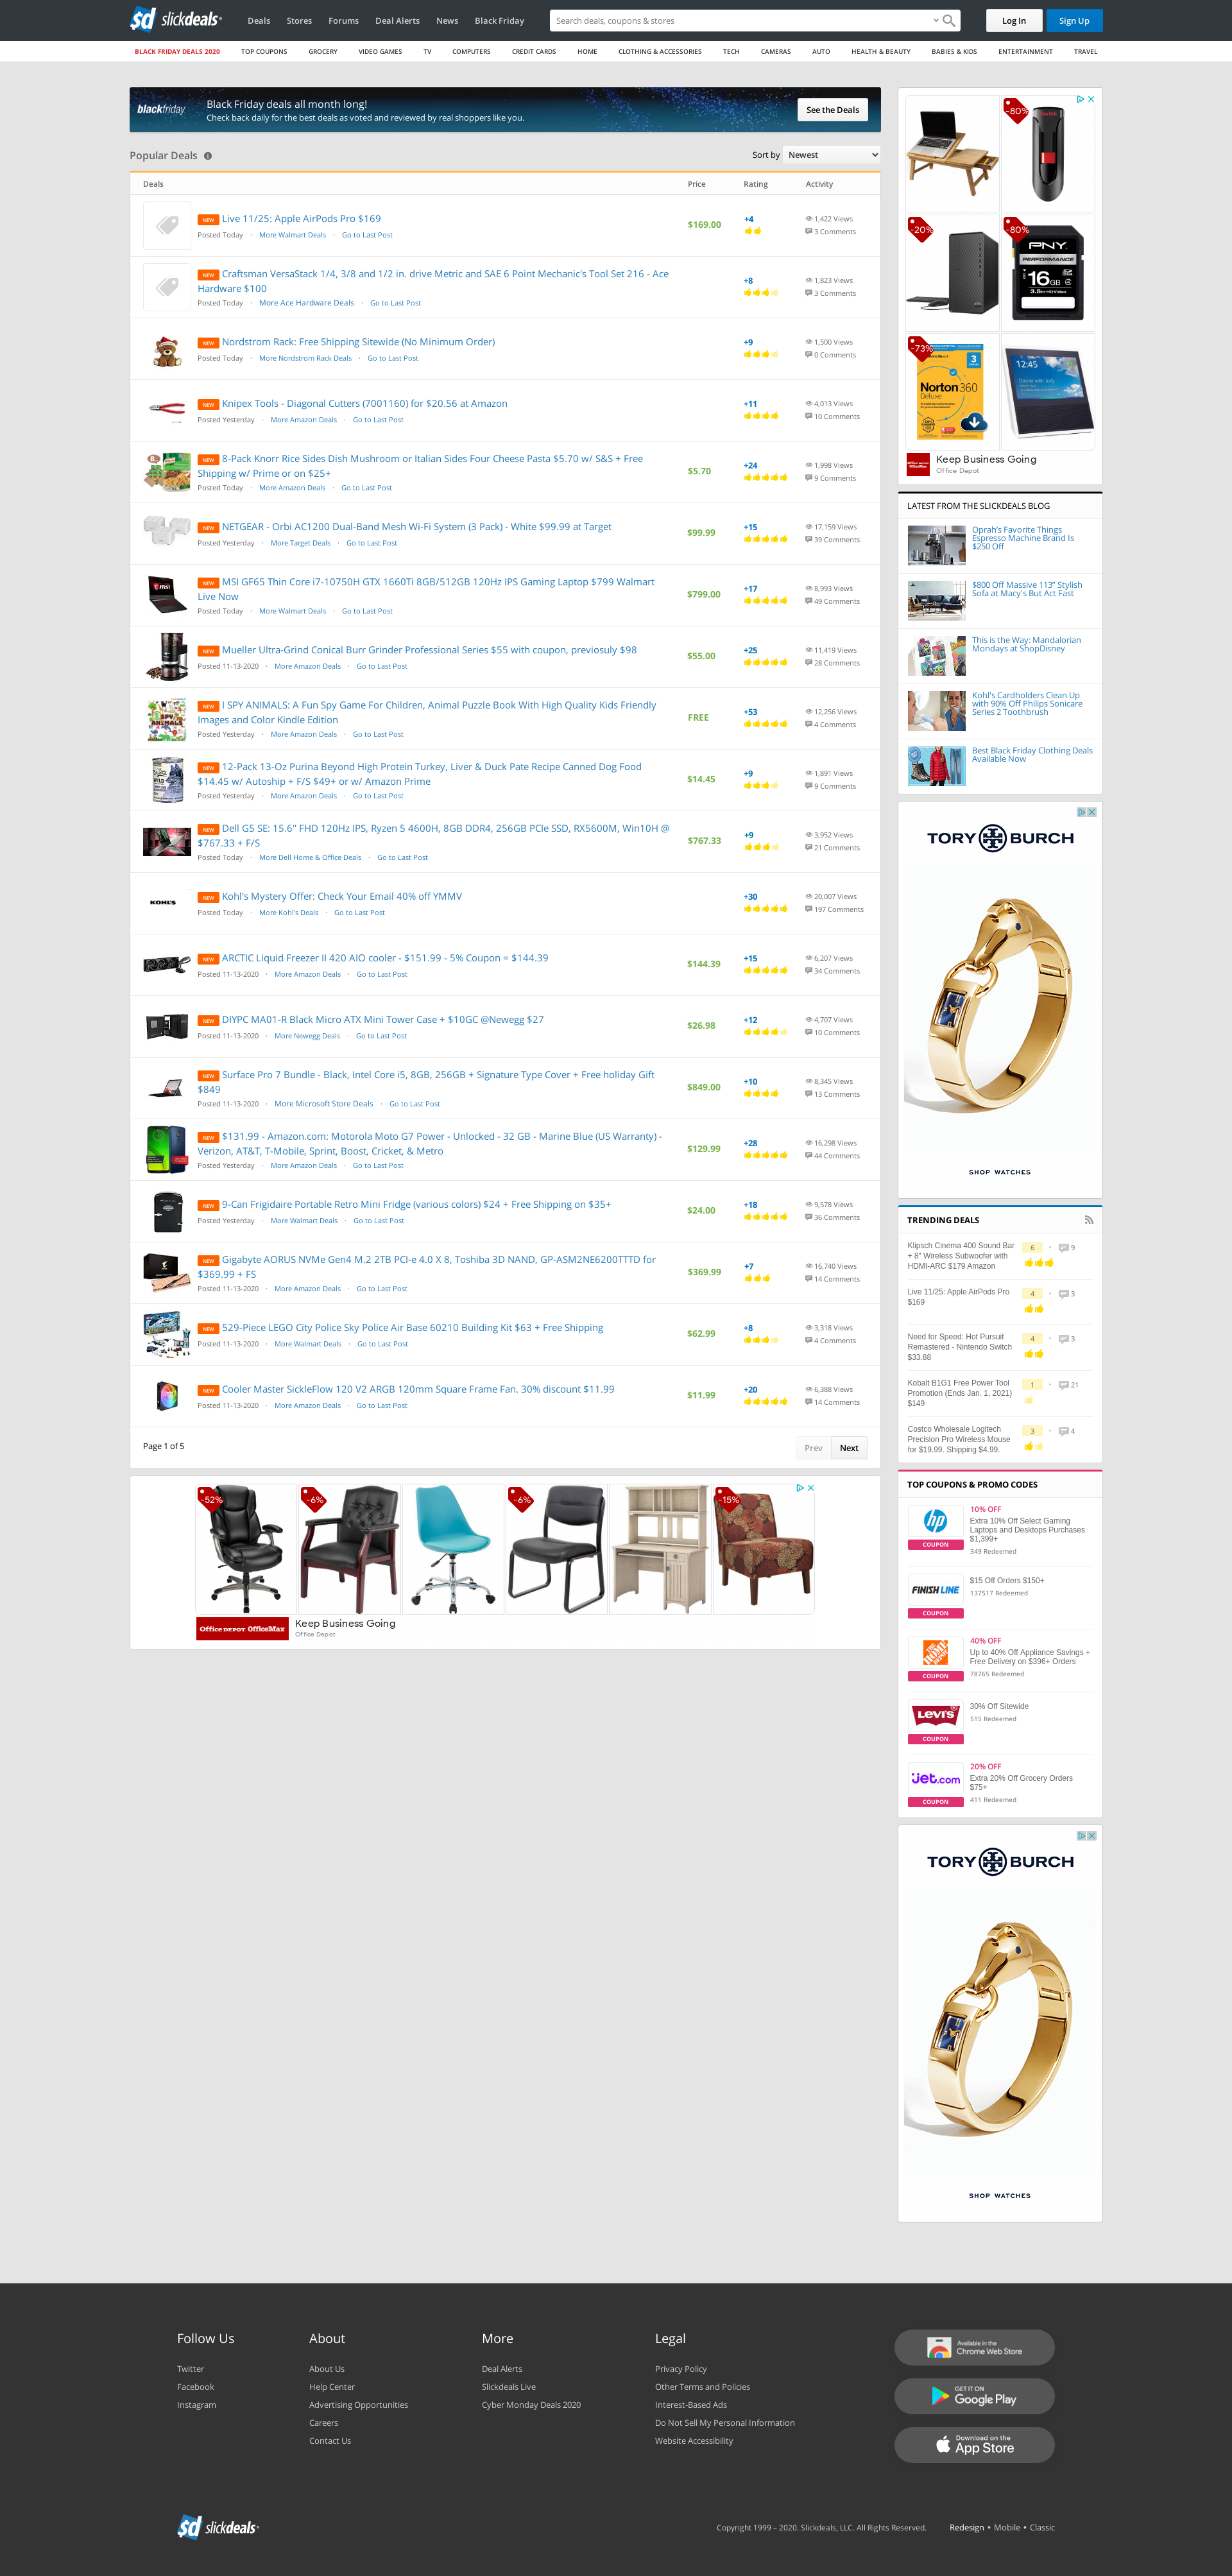 slickdeals
Deals Stores Forums Deal Alerts News Black Friday
Search deals, coupons & stores
Log In
Sign Up
BLACK FRIDAY DEALS 2020 TOP COUPONS GROCERY VIDEO GAMES TV COMPUTERS CREDIT CARDS HOME CLOTHING & ACCESSORIES TECH CAMERAS AUTO HEALTH & BEAUTY BABIES & KIDS ENTERTAINMENT TRAVEL
blackfriday
Black Friday deals all month long!
Check back daily for the best deals as voted and reviewed by real shoppers like you.
See the Deals
Popular Deals
Sort by Newest
Deals Price Rating Activity
NEW Live 11/25: Apple AirPods Pro $169
Posted Today · More Walmart Deals · Go to Last Post
$169.00
+4
1,422 Views
3 Comments
NEW Craftsman VersaStack 1/4, 3/8 and 1/2 in. drive Metric and SAE 6 Point Mechanic's Tool Set 216 - Ace
Hardware $100
Posted Today · More Ace Hardware Deals · Go to Last Post
+8
1,823 Views
3 Comments
NEW Nordstrom Rack: Free Shipping Sitewide (No Minimum Order)
Posted Today · More Nordstrom Rack Deals · Go to Last Post
+9
1,500 Views
0 Comments
NEW Knipex Tools - Diagonal Cutters (7001160) for $20.56 at Amazon
Posted Yesterday · More Amazon Deals · Go to Last Post
+11
4,013 Views
10 Comments
NEW 8-Pack Knorr Rice Sides Dish Mushroom or Italian Sides Four Cheese Pasta $5.70 w/ S&S + Free
Shipping w/ Prime or on $25+
Posted Today · More Amazon Deals · Go to Last Post
$5.70
+24
1,998 Views
9 Comments
NEW NETGEAR - Orbi AC1200 Dual-Band Mesh Wi-Fi System (3 Pack) - White $99.99 at Target
Posted Yesterday · More Target Deals · Go to Last Post
$99.99
+15
17,159 Views
39 Comments
NEW MSI GF65 Thin Core i7-10750H GTX 1660Ti 8GB/512GB 120Hz IPS Gaming Laptop $799 Walmart
Live Now
Posted Today · More Walmart Deals · Go to Last Post
$799.00
+17
8,993 Views
49 Comments
NEW Mueller Ultra-Grind Conical Burr Grinder Professional Series $55 with coupon, previosuly $98
Posted 11-13-2020 · More Amazon Deals · Go to Last Post
$55.00
+25
11,419 Views
28 Comments
NEW I SPY ANIMALS: A Fun Spy Game For Children, Animal Puzzle Book With High Quality Kids Friendly
Images and Color Kindle Edition
Posted Yesterday · More Amazon Deals · Go to Last Post
FREE
+53
12,256 Views
4 Comments
NEW 12-Pack 13-Oz Purina Beyond High Protein Turkey, Liver & Duck Pate Recipe Canned Dog Food
$14.45 w/ Autoship + F/S $49+ or w/ Amazon Prime
Posted Yesterday · More Amazon Deals · Go to Last Post
$14.45
+9
1,891 Views
9 Comments
NEW Dell G5 SE: 15.6" FHD 120Hz IPS, Ryzen 5 4600H, 8GB DDR4, 256GB PCIe SSD, RX5600M, Win10H @
$767.33 + F/S
Posted Today · More Dell Home & Office Deals · Go to Last Post
$767.33
+9
3,952 Views
21 Comments
KOHL'S
NEW Kohl's Mystery Offer: Check Your Email 40% off YMMV
Posted Today · More Kohl's Deals · Go to Last Post
+30
20,007 Views
197 Comments
NEW ARCTIC Liquid Freezer II 420 AIO cooler - $151.99 - 5% Coupon = $144.39
Posted 11-13-2020 · More Amazon Deals · Go to Last Post
$144.39
+15
6,207 Views
34 Comments
NEW DIYPC MA01-R Black Micro ATX Mini Tower Case + $10GC @Newegg $27
Posted 11-13-2020 · More Newegg Deals · Go to Last Post
$26.98
+12
4,707 Views
10 Comments
NEW Surface Pro 7 Bundle - Black, Intel Core i5, 8GB, 256GB + Signature Type Cover + Free holiday Gift
$849
Posted 11-13-2020 · More Microsoft Store Deals · Go to Last Post
$849.00
+10
8,345 Views
13 Comments
NEW $131.99 - Amazon.com: Motorola Moto G7 Power - Unlocked - 32 GB - Marine Blue (US Warranty) -
Verizon, AT&T, T-Mobile, Sprint, Boost, Cricket, & Metro
Posted Yesterday · More Amazon Deals · Go to Last Post
$129.99
+28
16,298 Views
44 Comments
NEW 9-Can Frigidaire Portable Retro Mini Fridge (various colors) $24 + Free Shipping on $35+
Posted Yesterday · More Walmart Deals · Go to Last Post
$24.00
+18
9,578 Views
36 Comments
NEW Gigabyte AORUS NVMe Gen4 M.2 2TB PCI-e 4.0 X 8, Toshiba 3D NAND, GP-ASM2NE6200TTTD for
$369.99 + FS
Posted 11-13-2020 · More Amazon Deals · Go to Last Post
$369.99
+7
16,740 Views
14 Comments
NEW 529-Piece LEGO City Police Sky Police Air Base 60210 Building Kit $63 + Free Shipping
Posted 11-13-2020 · More Walmart Deals · Go to Last Post
$62.99
+8
3,318 Views
4 Comments
NEW Cooler Master SickleFlow 120 V2 ARGB 120mm Square Frame Fan. 30% discount $11.99
Posted 11-13-2020 · More Amazon Deals · Go to Last Post
$11.99
+20
6,388 Views
14 Comments
Page 1 of 5
Prev Next
-52% -6% -6% -15%
Office DEPOT OfficeMax
Keep Business Going
Office Depot
-80%
-20% -80%
PNY
PERFORMANCE
16GB
-73%
Norton 360
Deluxe
12:45
Keep Business Going
Office Depot
LATEST FROM THE SLICKDEALS BLOG
Oprah's Favorite Things
Espresso Machine Brand Is
$250 Off
$800 Off Massive 113" Stylish
Sofa at Macy's But Act Fast
This is the Way: Mandalorian
Mondays at ShopDisney
Kohl's Cardholders Clean Up
with 90% Off Philips Sonicare
Series 2 Toothbrush
Best Black Friday Clothing Deals
Available Now
TORY BURCH
SHOP WATCHES
TRENDING DEALS
Klipsch Cinema 400 Sound Bar
+ 8" Wireless Subwoofer with
HDMI-ARC $179 Amazon
6 · 9
Live 11/25: Apple AirPods Pro
$169
4 · 3
Need for Speed: Hot Pursuit
Remastered - Nintendo Switch
$33.88
4 · 3
Kobalt B1G1 Free Power Tool
Promotion (Ends Jan. 1, 2021)
$149
1 · 21
Costco Wholesale Logitech
Precision Pro Wireless Mouse
for $19.99. Shipping $4.99.
3 · 4
TOP COUPONS & PROMO CODES
hp
COUPON
10% OFF
Extra 10% Off Select Gaming
Laptops and Desktops Purchases
$1,399+
349 Redeemed
FINISH LINE
COUPON
$15 Off Orders $150+
137517 Redeemed
COUPON
40% OFF
Up to 40% Off Appliance Savings +
Free Delivery on $396+ Orders
78765 Redeemed
LEVI'S
COUPON
30% Off Sitewide
515 Redeemed
jet.com
COUPON
20% OFF
Extra 20% Off Grocery Orders
$75+
411 Redeemed
TORY BURCH
SHOP WATCHES
Follow Us
Twitter
Facebook
Instagram
About
About Us
Help Center
Advertising Opportunities
Careers
Contact Us
More
Deal Alerts
Slickdeals Live
Cyber Monday Deals 2020
Legal
Privacy Policy
Other Terms and Policies
Interest-Based Ads
Do Not Sell My Personal Information
Website Accessibility
Available in the
Chrome Web Store
GET IT ON
Google Play
Download on the
App Store
slickdeals
Copyright 1999 – 2020. Slickdeals, LLC. All Rights Reserved.
Redesign • Mobile • Classic